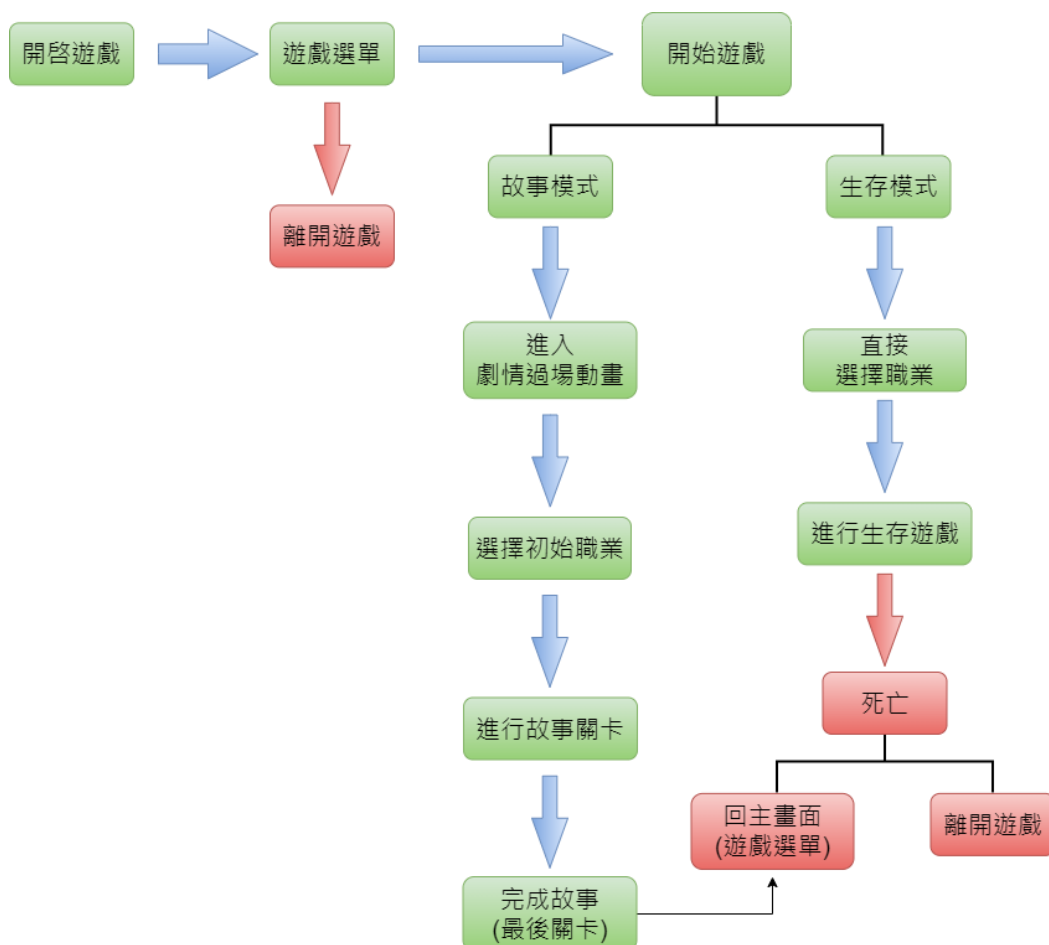 開啓遊戲
遊戲選單
開始遊戲
離開遊戲
故事模式
生存模式
進入
劇情過場動畫
直接
選擇職業
選擇初始職業
進行生存遊戲
進行故事關卡
死亡
回主畫面
(遊戲選單)
離開遊戲
完成故事
(最後關卡)